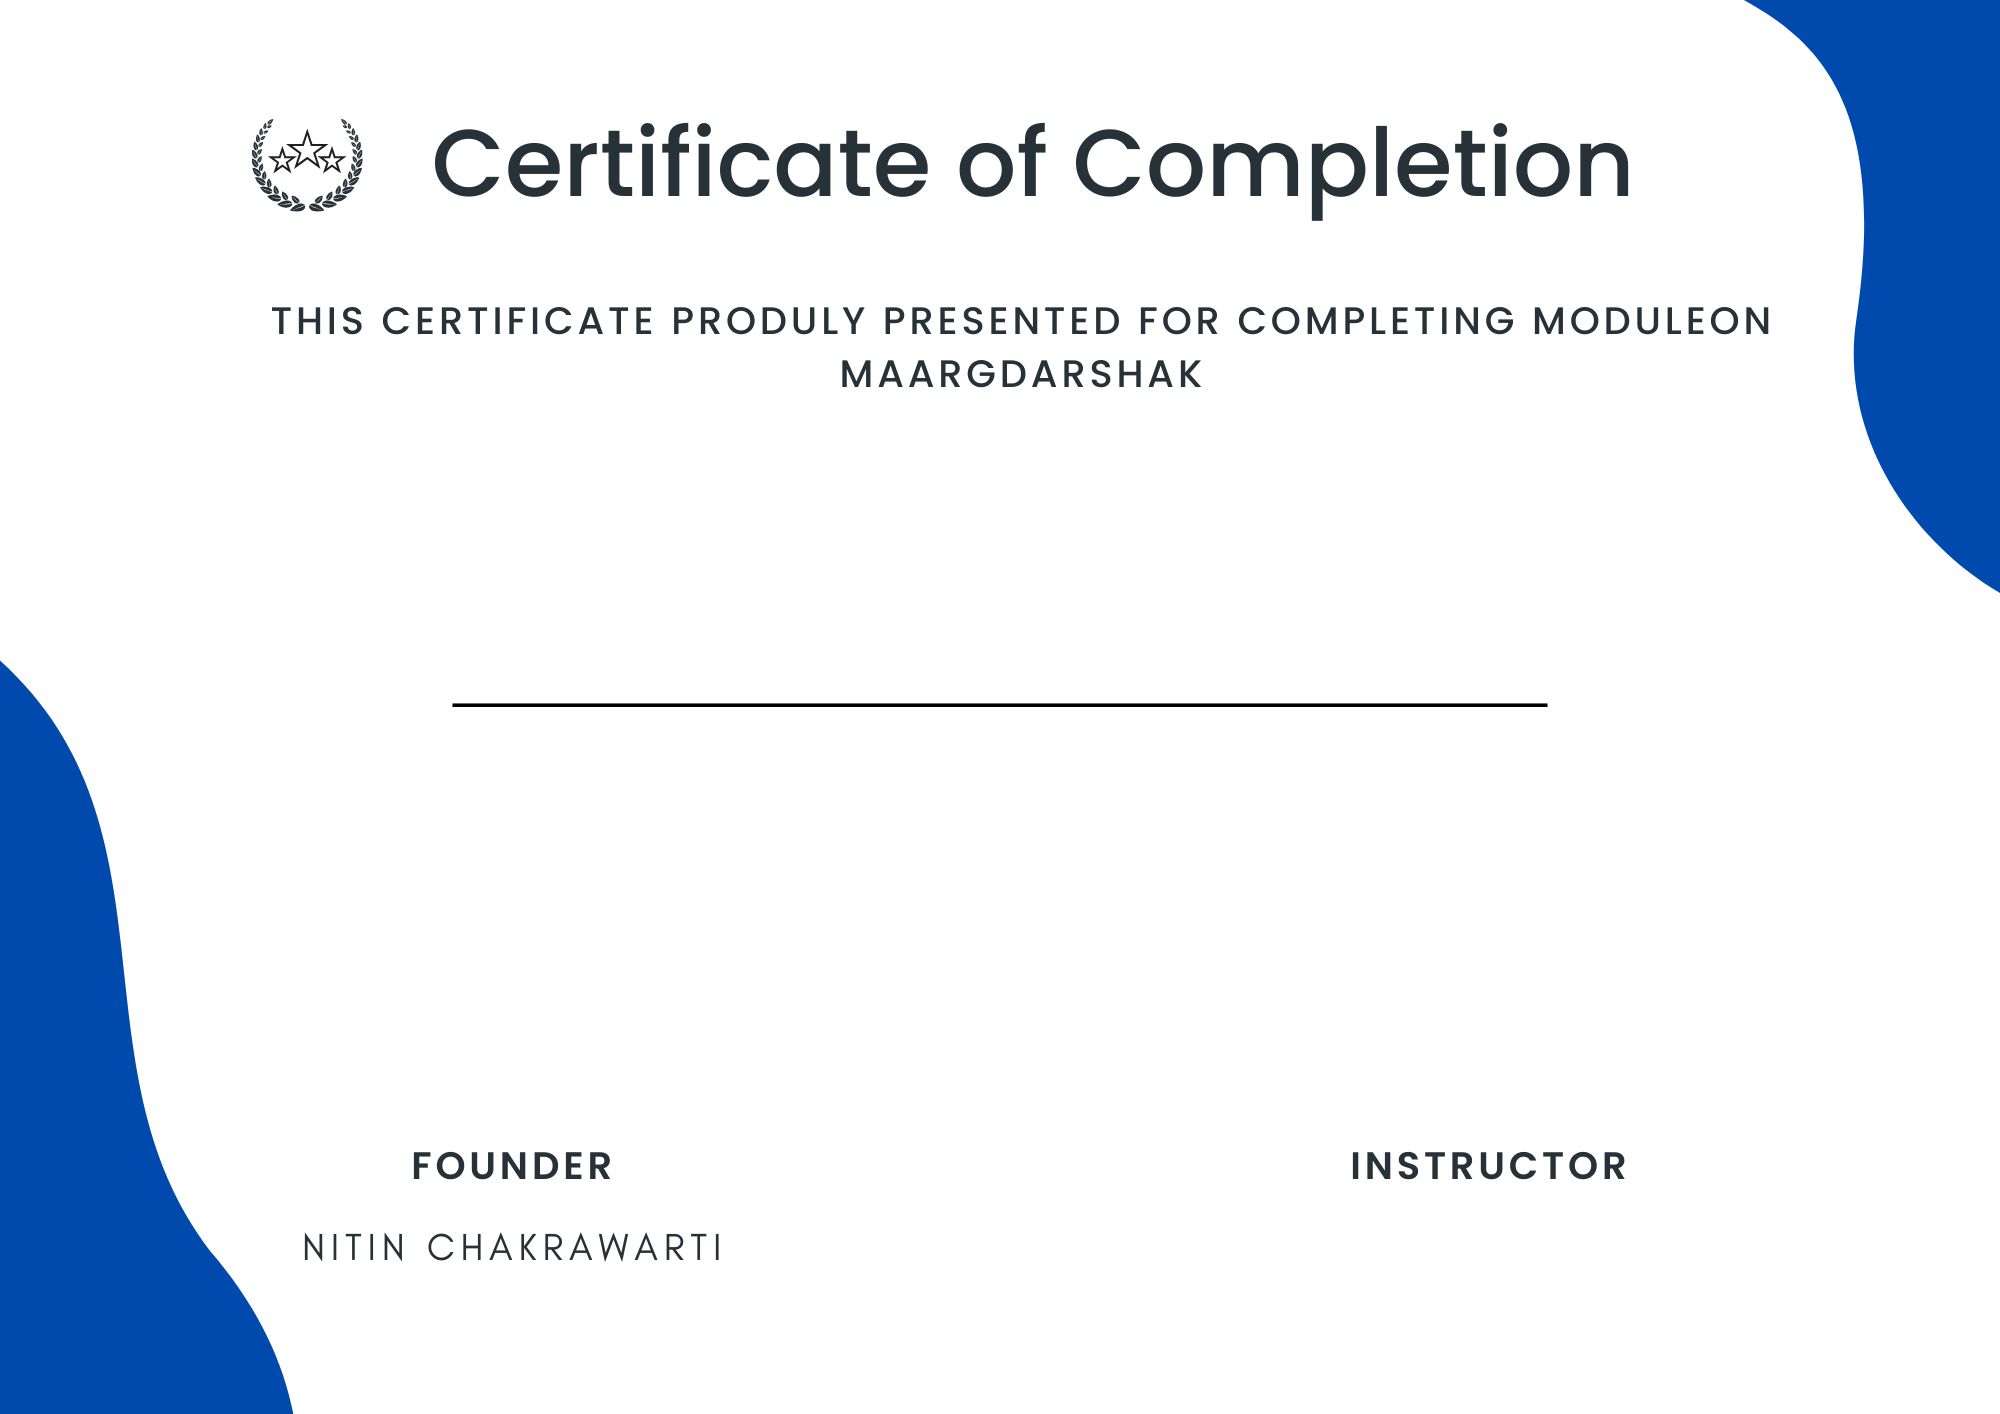 Certificate of Completion
THIS CERTIFICATE PRODULY PRESENTED FOR COMPLETING MODULEON
MAARGDARSHAK
FOUNDER
INSTRUCTOR
NITIN CHAKRAWARTI